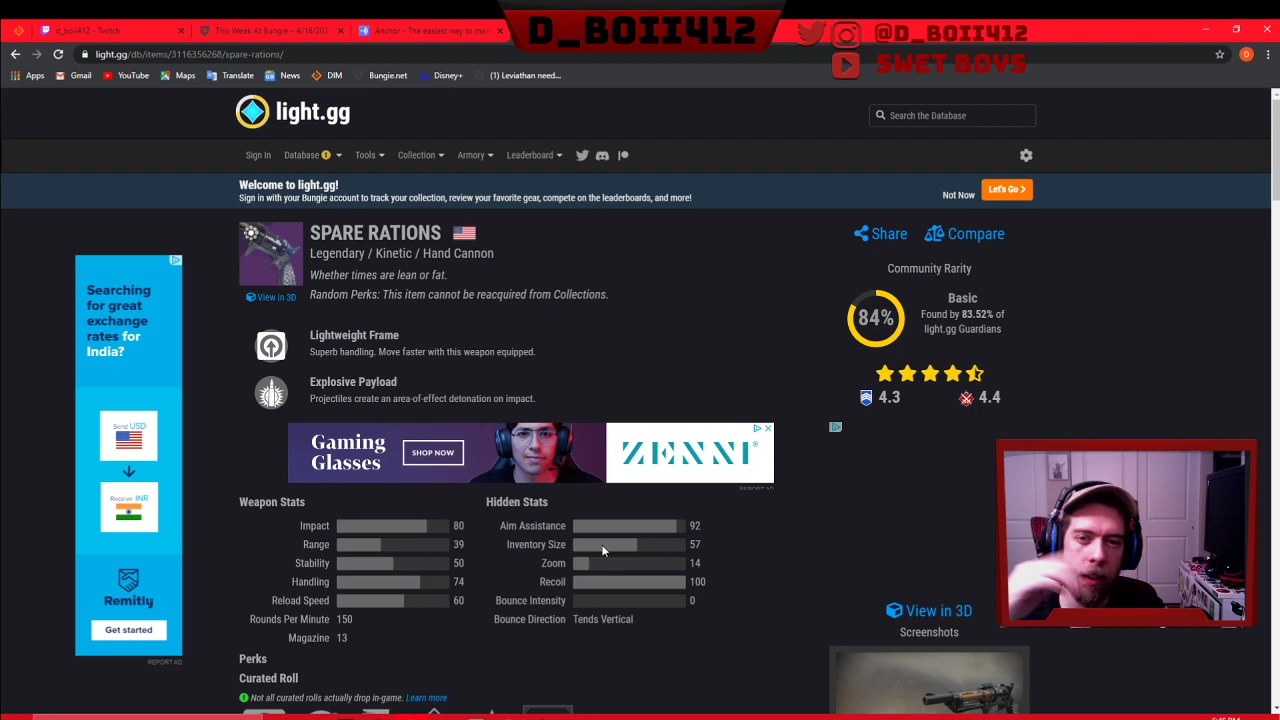 D_BOII412
@D_BOII412
SWET BOYS
d_boii412 - Twitch
This Week At Bungie – 4/16/202
Anchor - The easiest way to ma
light.gg/db/items/3116356268/spare-rations/
Apps
Gmail
YouTube
Maps
Translate
News
DIM
Bungie.net
Disney+
(1) Leviathan need...
light.gg
Search the Database
Sign In
Database
Tools
Collection
Armory
Leaderboard
Welcome to light.gg!
Sign in with your Bungie account to track your collection, review your favorite gear, compete on the leaderboards, and more!
Not Now
Let's Go
SPARE RATIONS
Legendary / Kinetic / Hand Cannon
Whether times are lean or fat.
Random Perks: This item cannot be reacquired from Collections.
View in 3D
Share
Compare
Community Rarity
84%
Basic
Found by 83.52% of
light.gg Guardians
4.3
4.4
Lightweight Frame
Superb handling. Move faster with this weapon equipped.
Explosive Payload
Projectiles create an area-of-effect detonation on impact.
Searching
for great
exchange
rates for
India?
Send USD
Receive INR
Remitly
Get started
REPORT AD
Gaming
Glasses
SHOP NOW
ZENNI®
REPORT AD
Weapon Stats
Impact 80
Range 39
Stability 50
Handling 74
Reload Speed 60
Rounds Per Minute 150
Magazine 13
Hidden Stats
Aim Assistance 92
Inventory Size 57
Zoom 14
Recoil 100
Bounce Intensity 0
Bounce Direction Tends Vertical
View in 3D
Screenshots
Perks
Curated Roll
Not all curated rolls actually drop in-game. Learn more